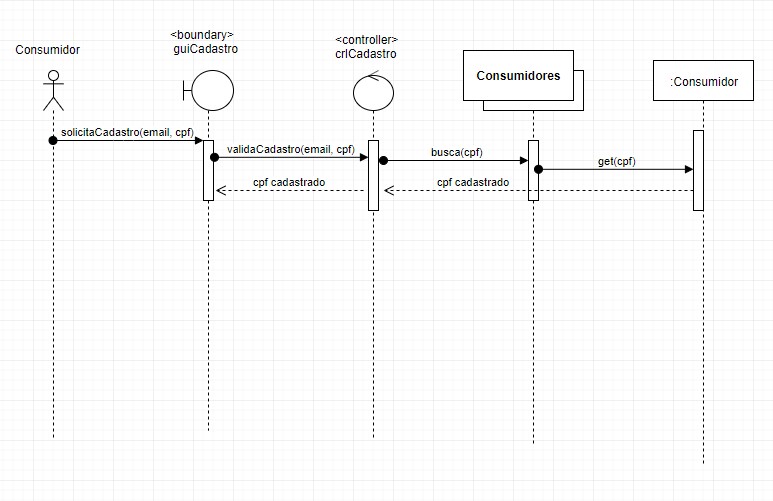 Consumidor
<boundary>
guiCadastro
<controller>
crlCadastro
Consumidores
:Consumidor
solicitaCadastro(email, cpf)
validaCadastro(email, cpf)
busca(cpf)
get(cpf)
cpf cadastrado
cpf cadastrado